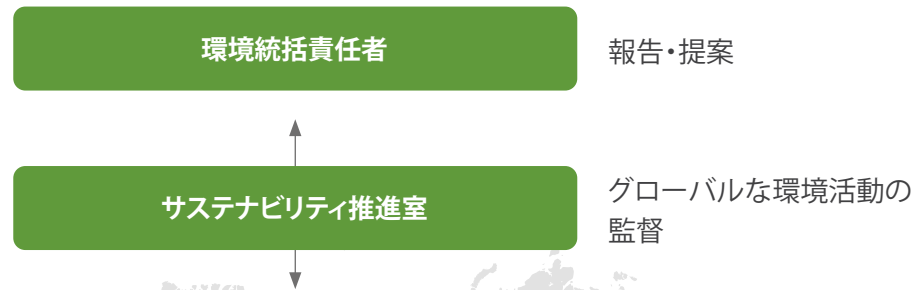 環境統括責任者
報告・提案
サステナビリティ推進室
グローバルな環境活動の
監督